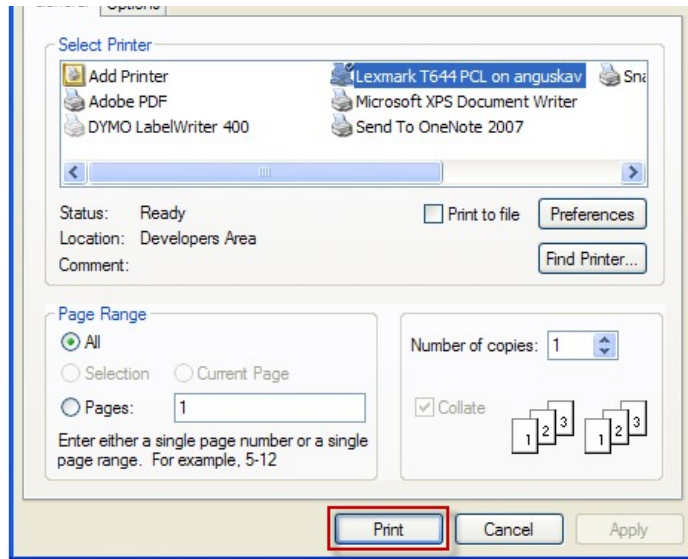 Options
Select Printer
Add Printer
Adobe PDF
DYMO LabelWriter 400
Lexmark T644 PCL on anguskav
Microsoft XPS Document Writer
Send To OneNote 2007
Status: Ready
Location: Developers Area
Comment:
Print to file
Preferences
Find Printer...
Page Range
All
Selection
Current Page
Pages: 1
Enter either a single page number or a single
page range. For example, 5-12
Number of copies: 1
Collate
1 2 3 1 2 3
Print
Cancel
Apply